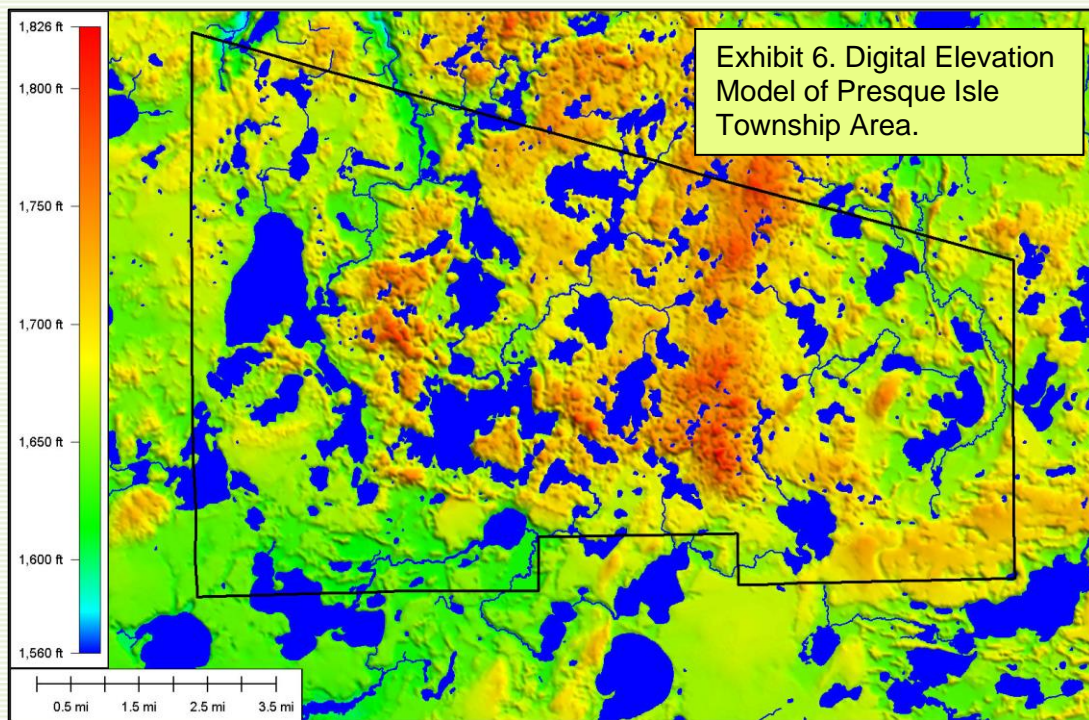 1,826 ft
1,800 ft
1,750 ft
1,700 ft
1,650 ft
1,600 ft
1,560 ft
Exhibit 6. Digital Elevation
Model of Presque Isle
Township Area.
0.5 mi 1.5 mi 2.5 mi 3.5 mi